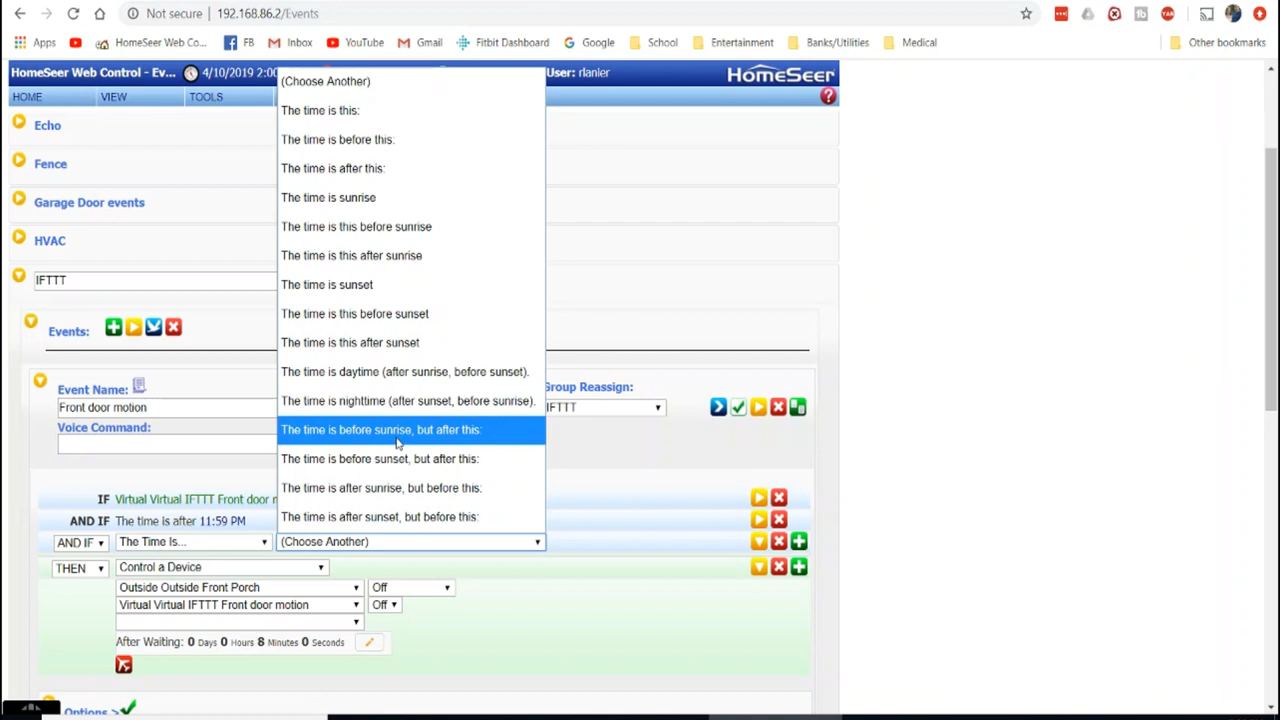 Not secure | 192.168.86.2/Events
Apps HomeSeer Web Co... FB Inbox YouTube Gmail Fitbit Dashboard Google School Entertainment Banks/Utilities Medical Other bookmarks
HomeSeer Web Control - Ev... 4/10/2019 2:00 User: rlanier HomeSeer
HOME VIEW TOOLS
(Choose Another)
The time is this:
The time is before this:
The time is after this:
The time is sunrise
The time is this before sunrise
The time is this after sunrise
The time is sunset
The time is this before sunset
The time is this after sunset
The time is daytime (after sunrise, before sunset).
The time is nighttime (after sunset, before sunrise).
The time is before sunrise, but after this:
The time is before sunset, but after this:
The time is after sunrise, but before this:
The time is after sunset, but before this:
Echo
Fence
Garage Door events
HVAC
IFTTT
Events:
Event Name: Group Reassign:
Front door motion IFTTT
Voice Command:
IF Virtual Virtual IFTTT Front door m
AND IF The time is after 11:59 PM
AND IF The Time Is... (Choose Another)
THEN Control a Device
Outside Outside Front Porch Off
Virtual Virtual IFTTT Front door motion Off
After Waiting: 0 Days 0 Hours 8 Minutes 0 Seconds
Options >